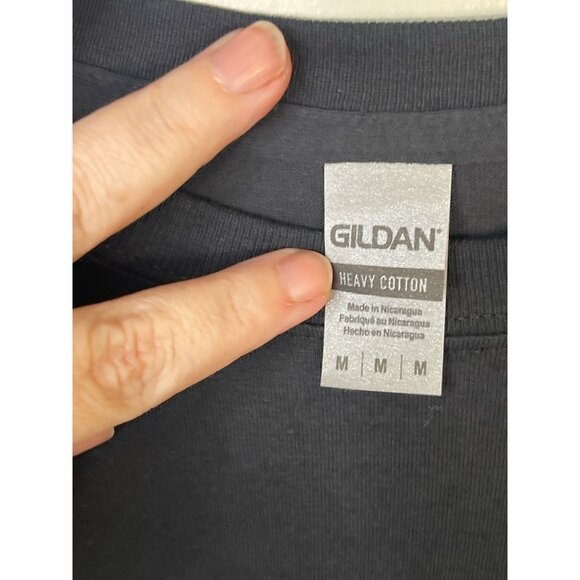 GILDAN®
HEAVY COTTON
Made in Nicaragua
Fabriqué au Nicaragua
Hecho en Nicaragua
M | M | M